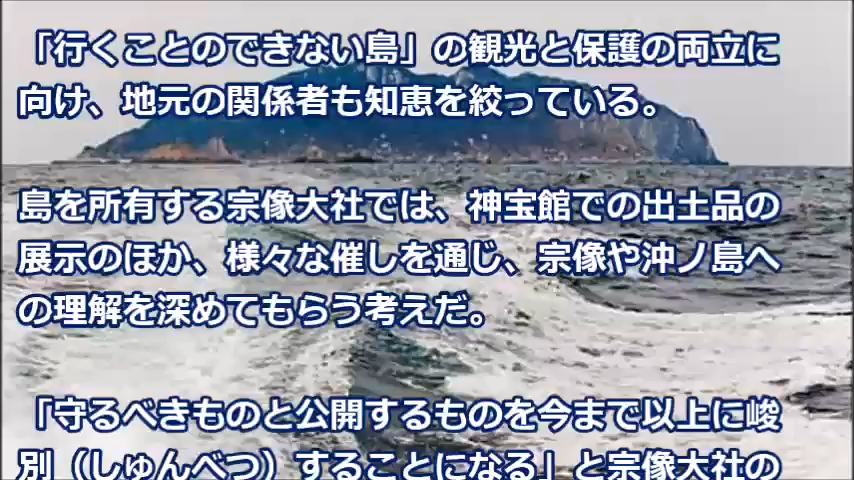 「行くことのできない島」の観光と保護の両立に
向け、地元の関係者も知恵を絞っている。
島を所有する宗像大社では、神宝館での出土品の
展示のほか、様々な催しを通じ、宗像や沖ノ島へ
の理解を深めてもらう考えだ。
「守るべきものと公開するものを今まで以上に峻
別（しゅんべつ）することになる」と宗像大社の